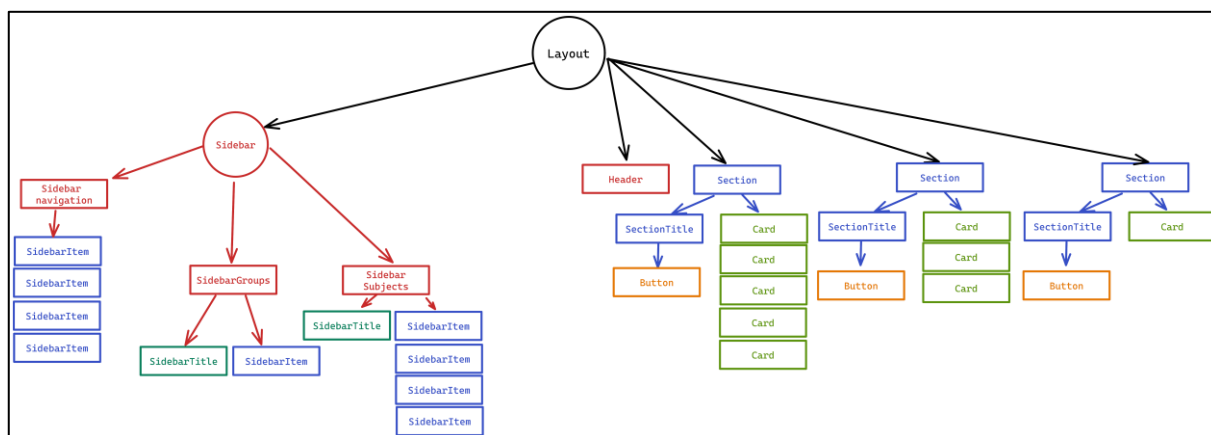 Layout
Sidebar
Header
Section
Section
Section
Sidebar
navigation
SidebarItem
SidebarItem
SidebarItem
SidebarItem
SidebarGroups
SidebarTitle
SidebarItem
Sidebar
Subjects
SidebarTitle
SidebarItem
SidebarItem
SidebarItem
SidebarItem
SectionTitle
Button
Card
Card
Card
Card
Card
SectionTitle
Button
Card
Card
Card
SectionTitle
Button
Card